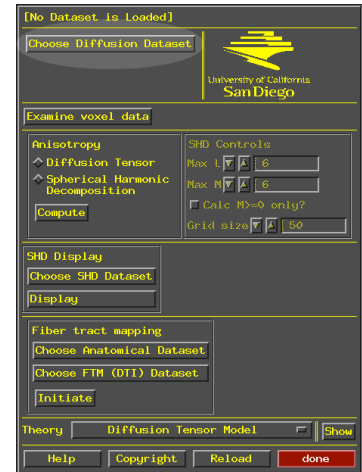 [No Dataset is Loaded]
Choose Diffusion Dataset
University of California
San Diego
Examine voxel data
Anisotropy
Diffusion Tensor
Spherical Harmonic
Decomposition
Compute
SHD Controls
Max L 6
Max M 6
Calc M>=0 only?
Grid size 50
SHD Display
Choose SHD Dataset
Display
Fiber tract mapping
Choose Anatomical Dataset
Choose FTM (DTI) Dataset
Initiate
Theory Diffusion Tensor Model Show
Help Copyright Reload done